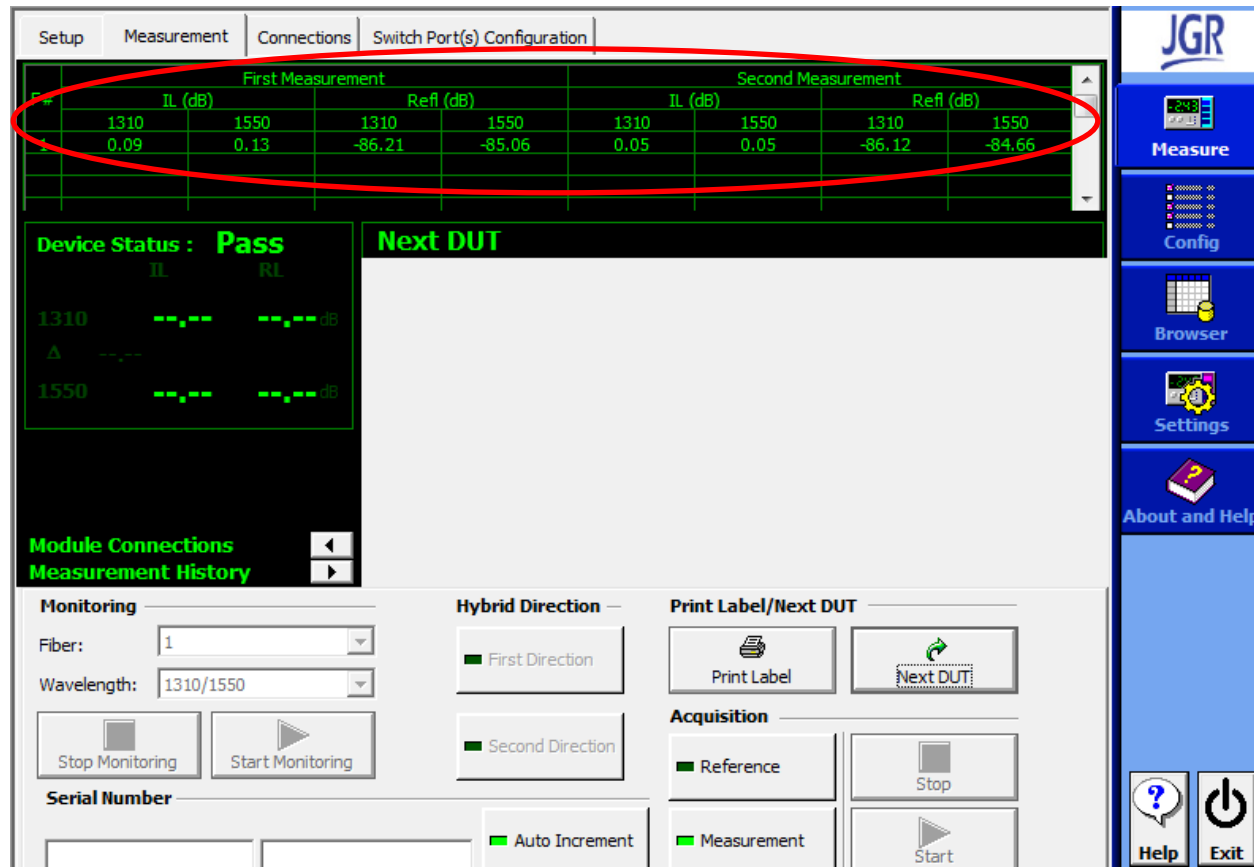 Setup Measurement Connections Switch Port(s) Configuration
JGR
First Measurement Second Measurement
F# IL (dB) Refl (dB) IL (dB) Refl (dB)
1310 1550 1310 1550 1310 1550 1310 1550
1 0.09 0.13 -86.21 -85.06 0.05 0.05 -86.12 -84.66
Measure
Device Status : Pass Next DUT
Config
IL RL
1310 --.-- --.-- dB
Browser
Δ --.--
1550 --.-- --.-- dB
Settings
About and Help
Module Connections
Measurement History
Monitoring Hybrid Direction Print Label/Next DUT
Fiber: 1
First Direction
Print Label Next DUT
Wavelength: 1310/1550
Acquisition
Stop Monitoring Start Monitoring
Second Direction
Reference
Stop
Serial Number
Auto Increment Measurement
Start
Help Exit